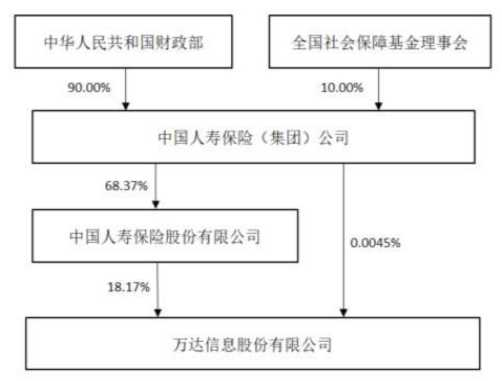 中华人民共和国财政部
全国社会保障基金理事会
90.00%
10.00%
中国人寿保险（集团）公司
68.37%
中国人寿保险股份有限公司
0.0045%
18.17%
万达信息股份有限公司